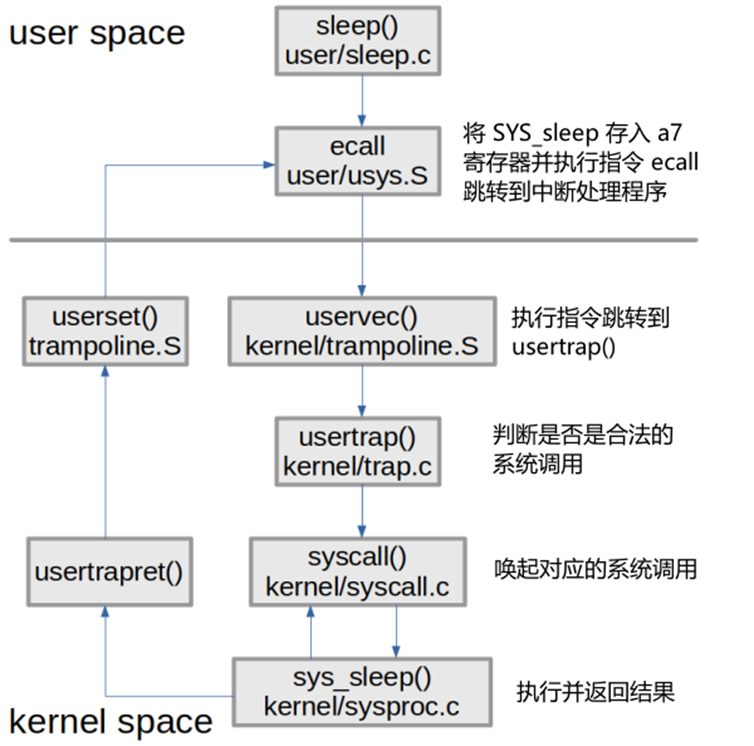 user space
sleep()
user/sleep.c
ecall
user/usys.S
将 SYS_sleep 存入 a7
寄存器并执行指令 ecall
跳转到中断处理程序
userset()
trampoline.S
uservec()
kernel/trampoline.S
执行指令跳转到
usertrap()
usertrap()
kernel/trap.c
判断是否是合法的
系统调用
usertrapret()
syscall()
kernel/syscall.c
唤起对应的系统调用
sys_sleep()
kernel/sysproc.c
执行并返回结果
kernel space